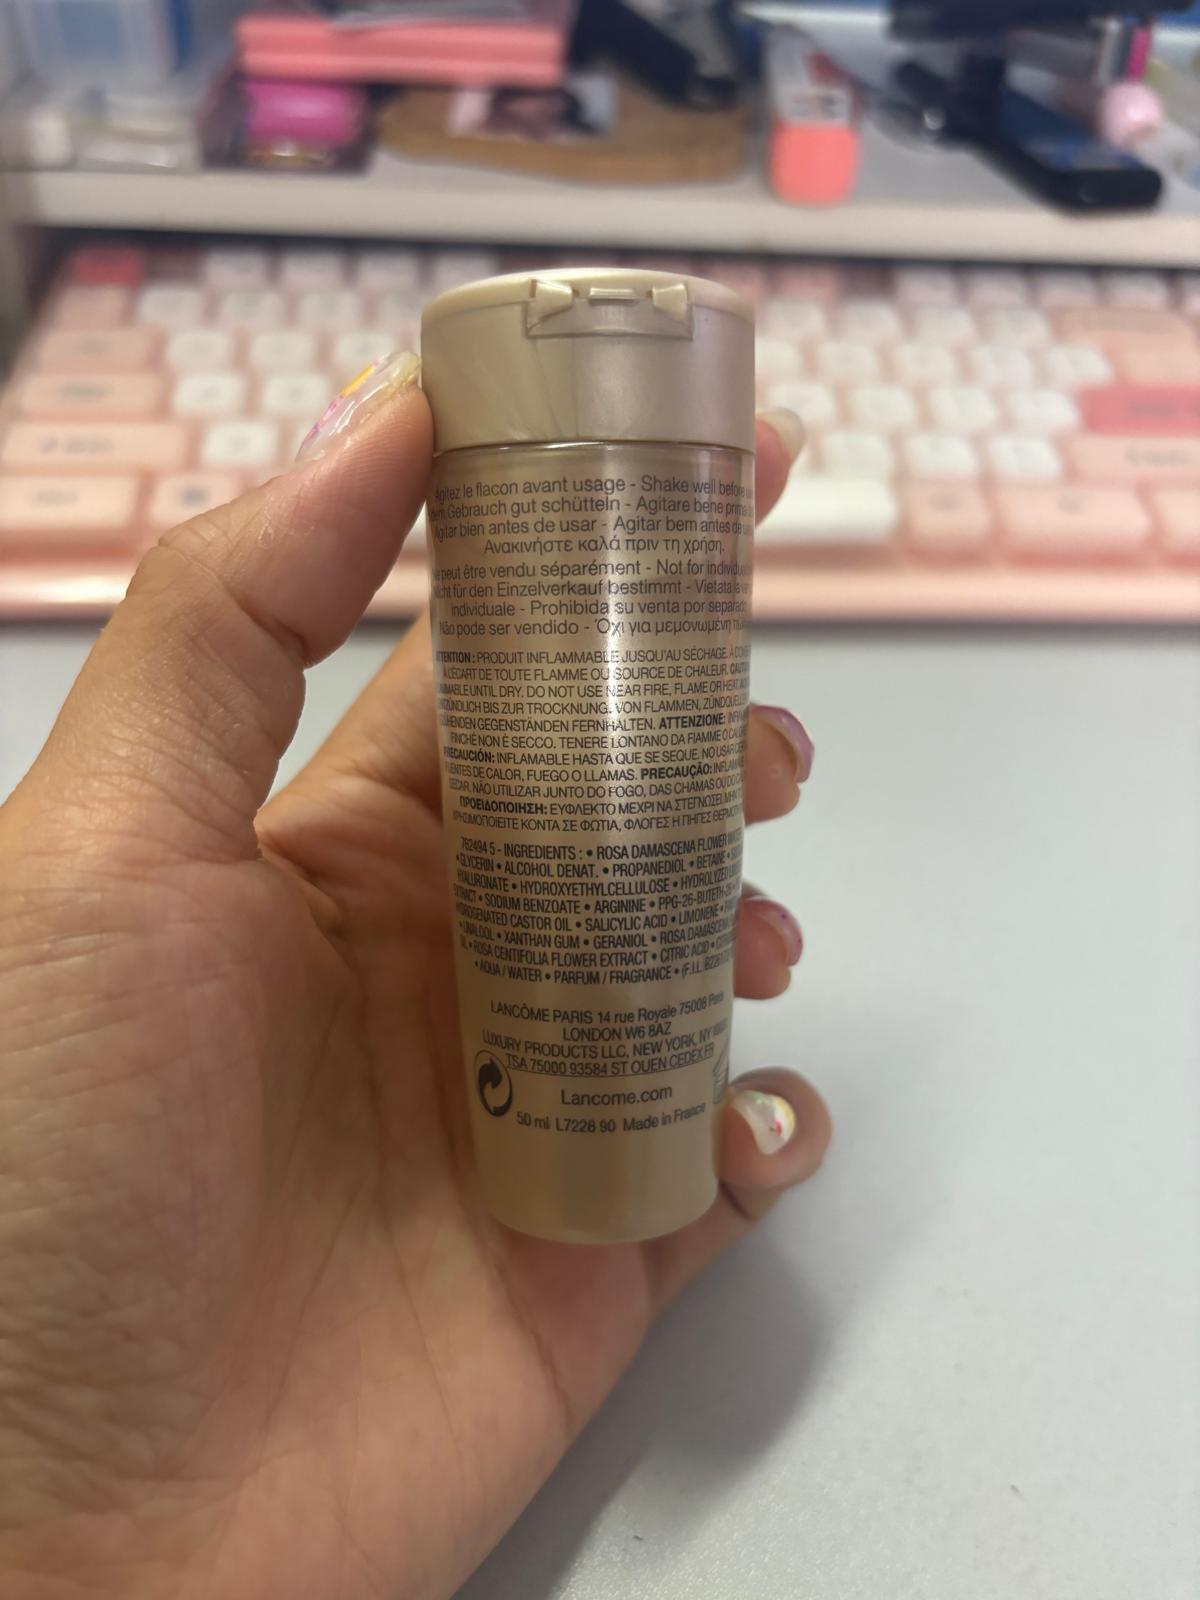 Agitez le flacon avant usage - Shake well before
dem Gebrauch gut schütteln - Agitare bene prima
Agitar bien antes de usar - Agitar bem antes de
Ανακινήστε καλά πριν τη χρήση.
peut être vendu séparément - Not for
Nicht für den Einzelverkauf bestimmt - Vietata la
individuale - Prohibida su venta por separado
Não pode ser vendido - Όχι για μεμονωμένη
ATTENTION : PRODUIT INFLAMMABLE JUSQU'AU SÉCHAGE. À
À L'ÉCART DE TOUTE FLAMME OU SOURCE DE CHALEUR.
UNTIL DRY. DO NOT USE NEAR FIRE, FLAME OR HEAT.
BIS ZUR TROCKNUNG. VON FLAMMEN,
GEGENSTÄNDEN FERNHALTEN. ATTENZIONE:
FINCHÉ NON È SECCO. TENERE LONTANO DA FIAMME O
PRECAUCIÓN: INFLAMABLE HASTA QUE SE SEQUE. NO USAR
FUENTES DE CALOR, FUEGO O LLAMAS. PRECAUÇÃO:
SECAR. NÃO UTILIZAR JUNTO DO FOGO, DAS CHAMAS OU DO
ΠΡΟΕΙΔΟΠΟΙΗΣΗ: ΕΥΦΛΕΚΤΟ ΜΕΧΡΙ ΝΑ ΣΤΕΓΝΩΣΕΙ. ΜΗΝ
ΧΡΗΣΙΜΟΠΟΙΕΙΤΕ ΚΟΝΤΑ ΣΕ ΦΩΤΙΑ, ΦΛΟΓΕΣ Η ΠΗΓΕΣ
762494 5 - INGREDIENTS : • ROSA DAMASCENA FLOWER WATER
• GLYCERIN • ALCOHOL DENAT. • PROPANEDIOL • BETAINE •
HYALURONATE • HYDROXYETHYLCELLULOSE • HYDROLYZED
EXTRACT • SODIUM BENZOATE • ARGININE • PPG-26-BUTETH-26 •
HYDROGENATED CASTOR OIL • SALICYLIC ACID • LIMONENE •
• LINALOOL • XANTHAN GUM • GERANIOL • ROSA DAMASCENA
OIL • ROSA CENTIFOLIA FLOWER EXTRACT • CITRIC ACID •
• AQUA / WATER • PARFUM / FRAGRANCE • (F.I.L.
LANCÔME PARIS 14 rue Royale 75008 Paris
LONDON W6 8AZ
LUXURY PRODUCTS LLC, NEW YORK, NY
TSA 75000 93584 ST OUEN CEDEX FR
Lancome.com
50 ml L7228 90 Made in France